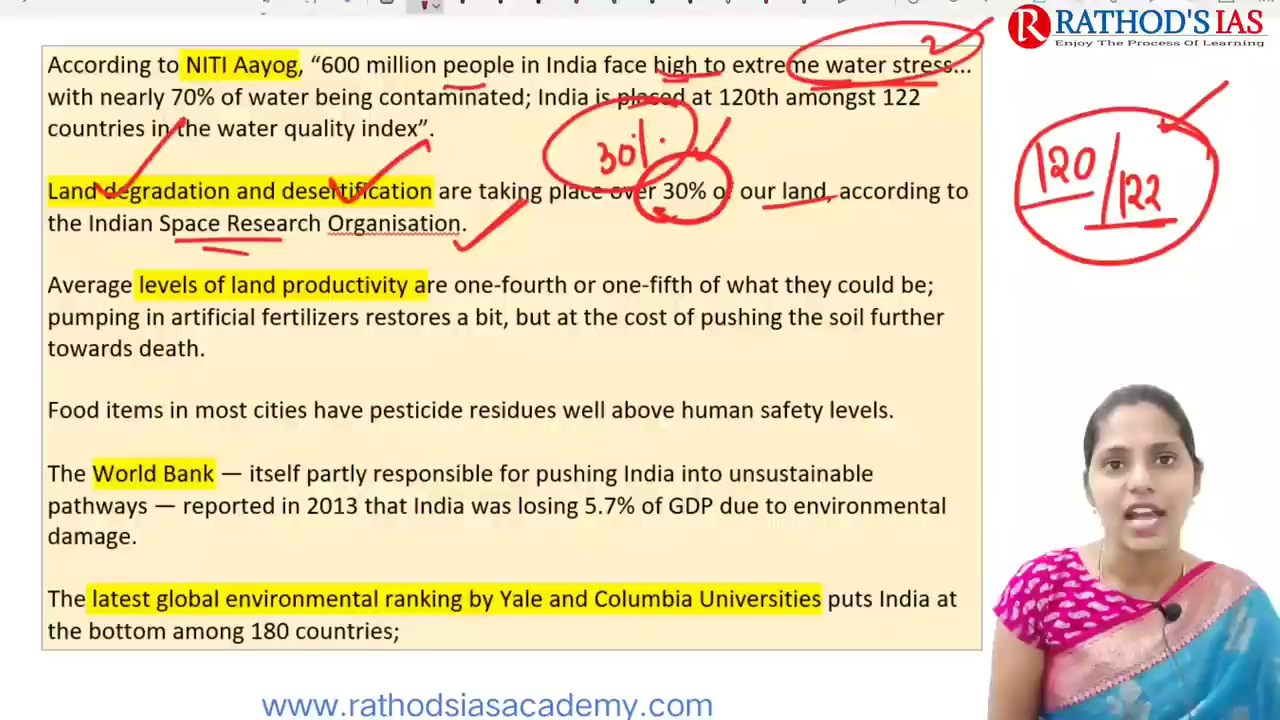 RATHOD'S IAS
Enjoy The Process Of Learning
According to NITI Aayog, “600 million people in India face high to extreme water stress...
with nearly 70% of water being contaminated; India is placed at 120th amongst 122
countries in the water quality index”.
30%
120/122
Land degradation and desertification are taking place over 30% of our land, according to
the Indian Space Research Organisation.
Average levels of land productivity are one-fourth or one-fifth of what they could be;
pumping in artificial fertilizers restores a bit, but at the cost of pushing the soil further
towards death.
Food items in most cities have pesticide residues well above human safety levels.
The World Bank — itself partly responsible for pushing India into unsustainable
pathways — reported in 2013 that India was losing 5.7% of GDP due to environmental
damage.
The latest global environmental ranking by Yale and Columbia Universities puts India at
the bottom among 180 countries;
www.rathodsiasacademy.com